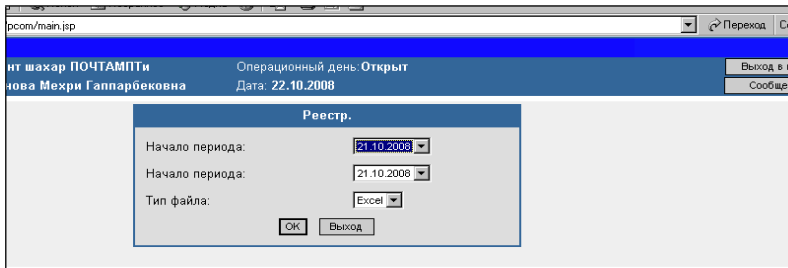 pcom/main.jsp
Переход
нт шахар ПОЧТАМПТи
Операционный день:Открыт
Выход в
нова Мехри Гаппарбековна
Дата: 22.10.2008
Сообще
Реестр.
Начало периода:
21.10.2008
Начало периода:
21.10.2008
Тип файла:
Excel
OK
Выход